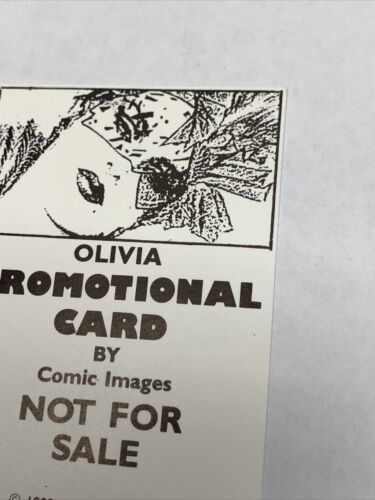 OLIVIA
ROMOTIONAL
CARD
BY
Comic Images
NOT FOR
SALE
©